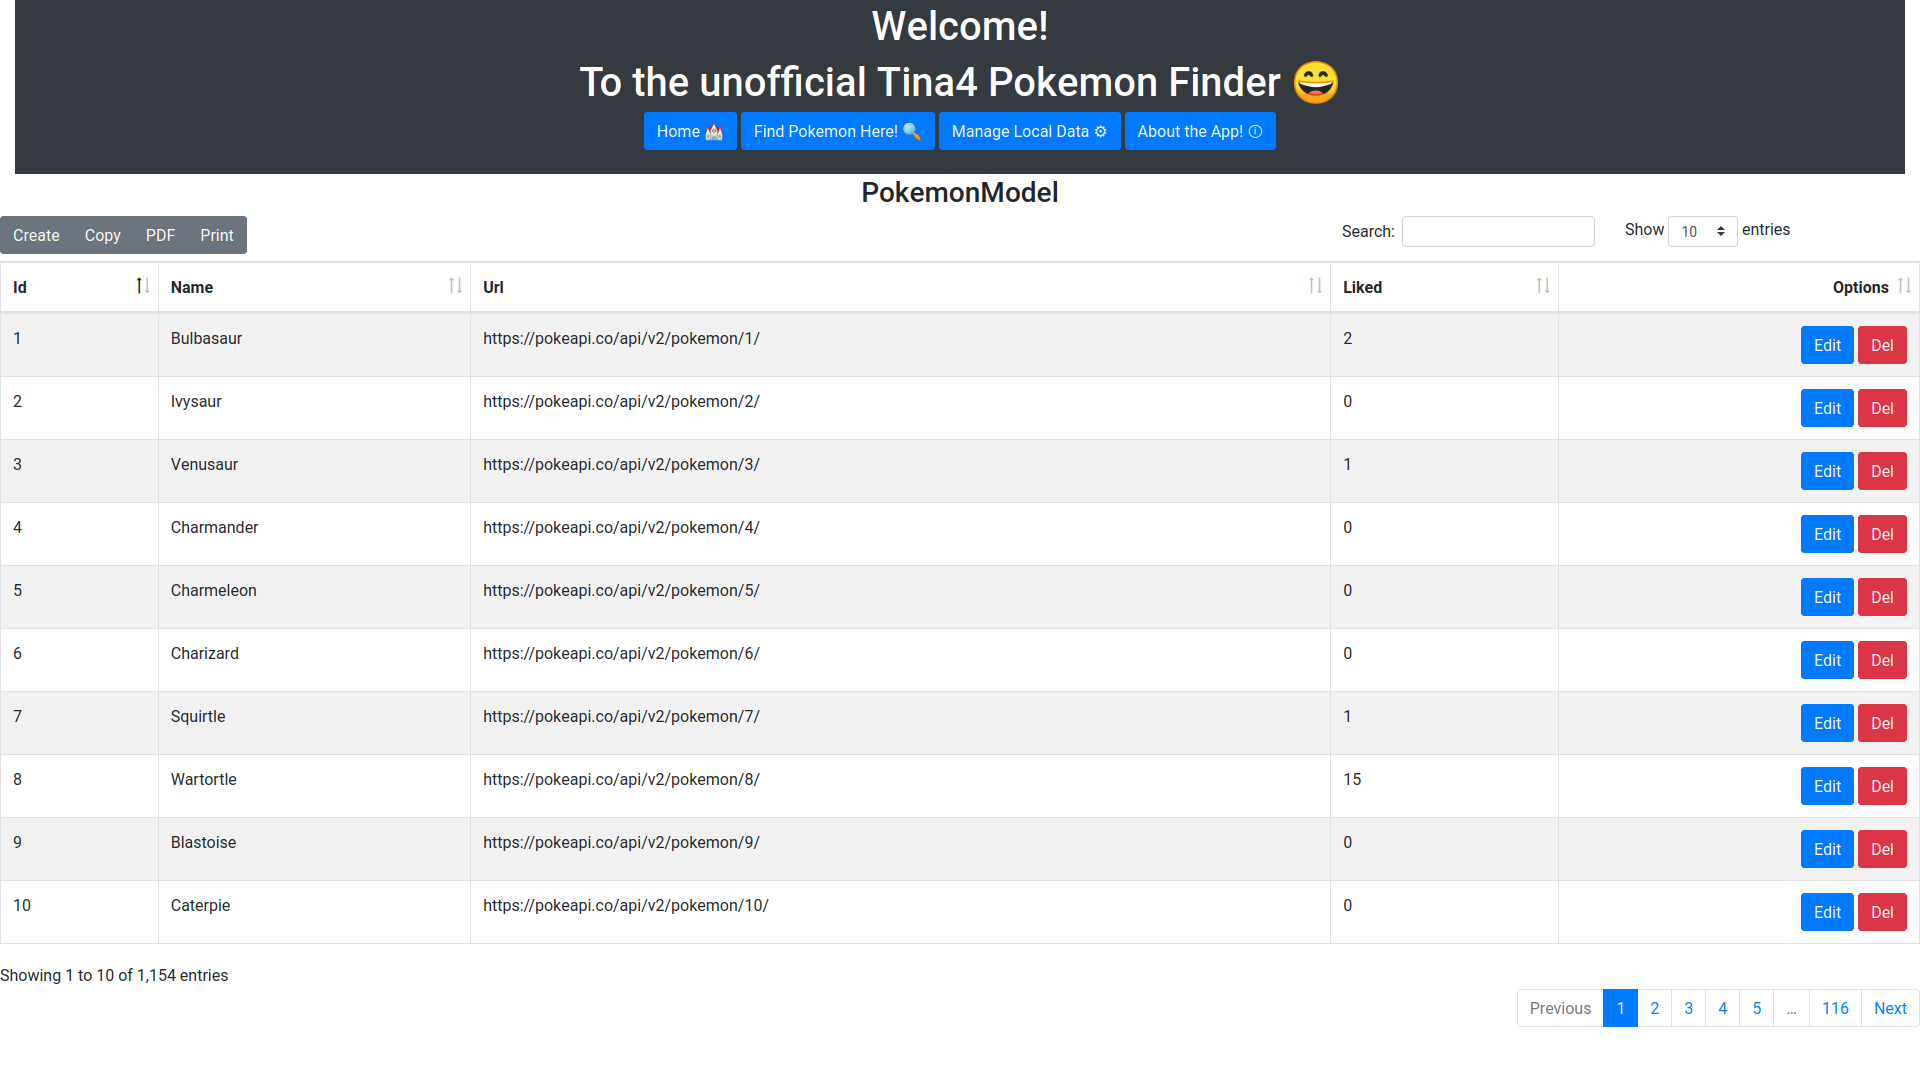 Welcome!
To the unofficial Tina4 Pokemon Finder 😄
Home 🏰 Find Pokemon Here! 🔍 Manage Local Data ⚙ About the App! ⓘ
PokemonModel
Create Copy PDF Print Search: Show 10 entries
Id Name Url Liked Options
1 Bulbasaur https://pokeapi.co/api/v2/pokemon/1/ 2 Edit Del
2 Ivysaur https://pokeapi.co/api/v2/pokemon/2/ 0 Edit Del
3 Venusaur https://pokeapi.co/api/v2/pokemon/3/ 1 Edit Del
4 Charmander https://pokeapi.co/api/v2/pokemon/4/ 0 Edit Del
5 Charmeleon https://pokeapi.co/api/v2/pokemon/5/ 0 Edit Del
6 Charizard https://pokeapi.co/api/v2/pokemon/6/ 0 Edit Del
7 Squirtle https://pokeapi.co/api/v2/pokemon/7/ 1 Edit Del
8 Wartortle https://pokeapi.co/api/v2/pokemon/8/ 15 Edit Del
9 Blastoise https://pokeapi.co/api/v2/pokemon/9/ 0 Edit Del
10 Caterpie https://pokeapi.co/api/v2/pokemon/10/ 0 Edit Del
Showing 1 to 10 of 1,154 entries
Previous 1 2 3 4 5 … 116 Next